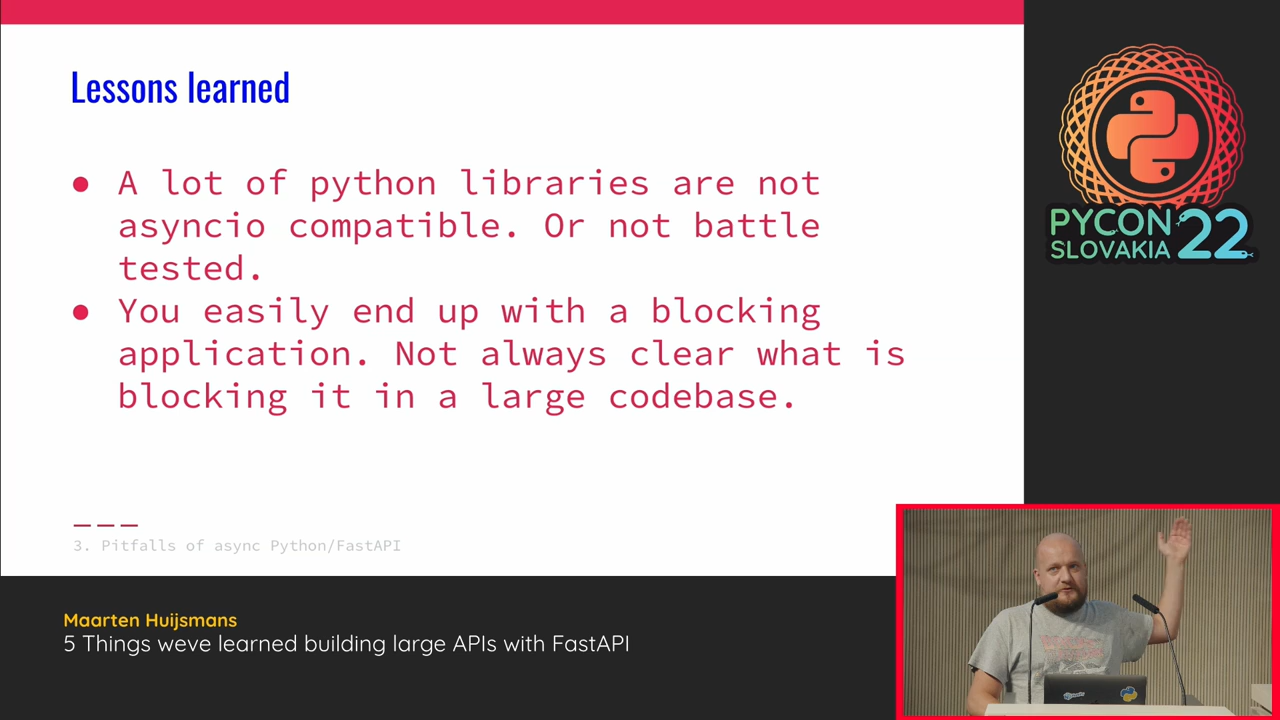 Lessons learned
● A lot of python libraries are not
asyncio compatible. Or not battle
tested.
● You easily end up with a blocking
application. Not always clear what is
blocking it in a large codebase.
3. Pitfalls of async Python/FastAPI
PYCON
SLOVAKIA 22
Maarten Huijsmans
5 Things weve learned building large APIs with FastAPI